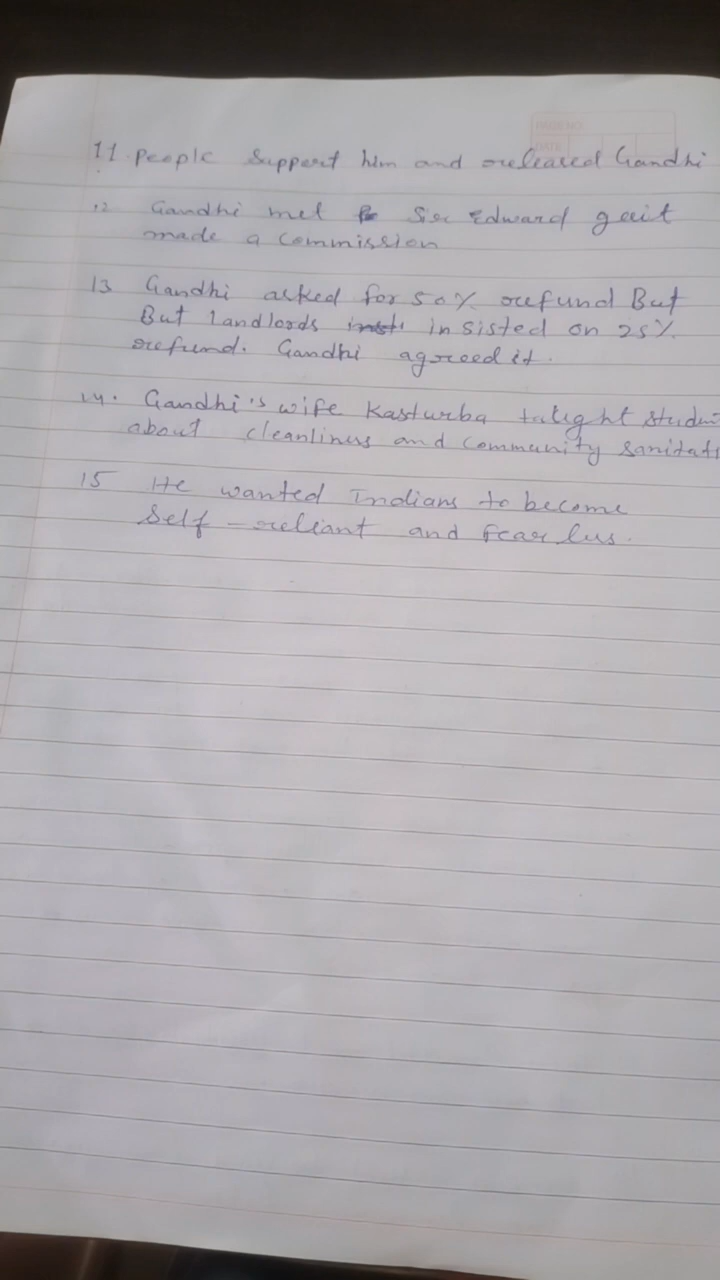 11. People support him and releaced Gandhi
12 Gandhi met Sir Edward gait
made a commission
13 Gandhi asked for 50% refund But
But landlords insisted on 25%
refund. Gandhi agreed it.
14. Gandhi's wife Kasturba taught studen
about cleanliness and community sanitati
15 He wanted Indians to become
Self-reliant and fearless.